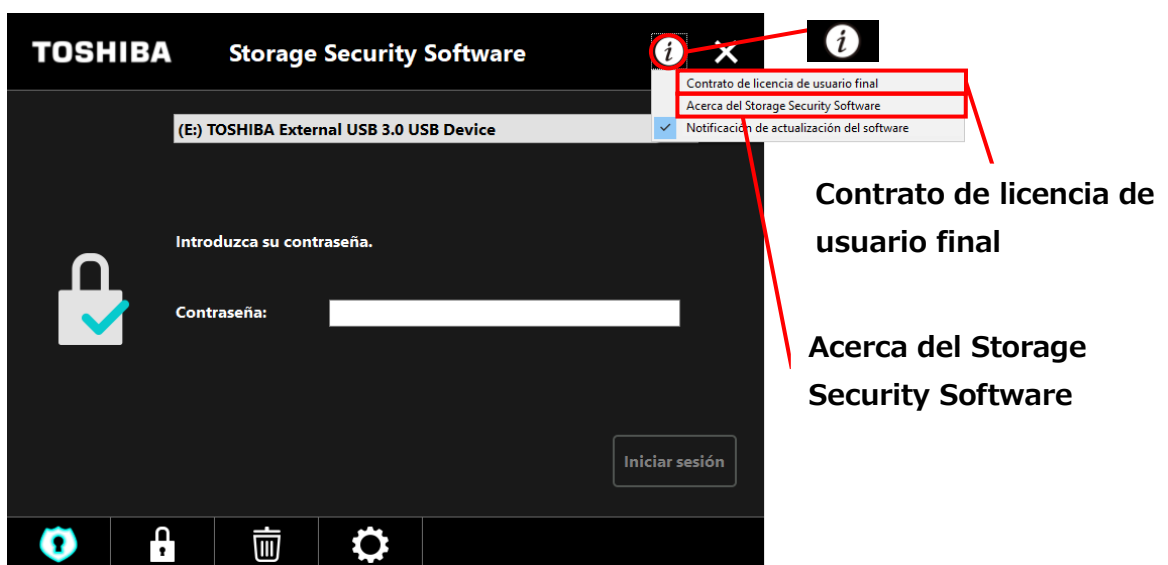 TOSHIBA Storage Security Software
Contrato de licencia de usuario final
Acerca del Storage Security Software
Notificación de actualización del software
(E:) TOSHIBA External USB 3.0 USB Device
Contrato de licencia de
usuario final
Introduzca su contraseña.
Contraseña:
Acerca del Storage
Security Software
Iniciar sesión